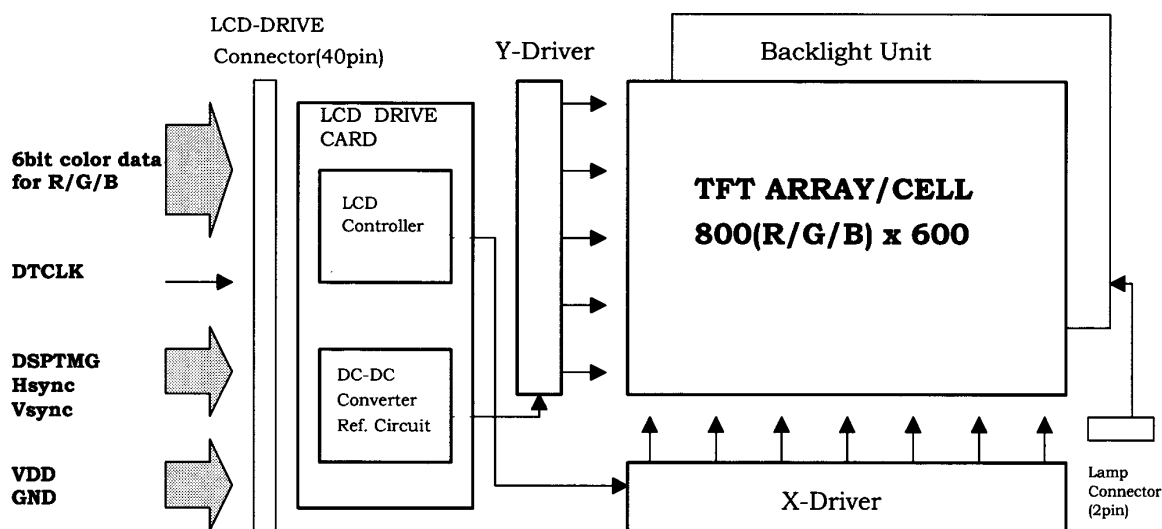 LCD-DRIVE
Connector(40pin)
Y-Driver
Backlight Unit
LCD DRIVE
CARD
6bit color data
for R/G/B
LCD
Controller
TFT ARRAY/CELL
800(R/G/B) x 600
DTCLK
DSPTMG
Hsync
Vsync
DC-DC
Converter
Ref. Circuit
VDD
GND
X-Driver
Lamp
Connector
(2pin)